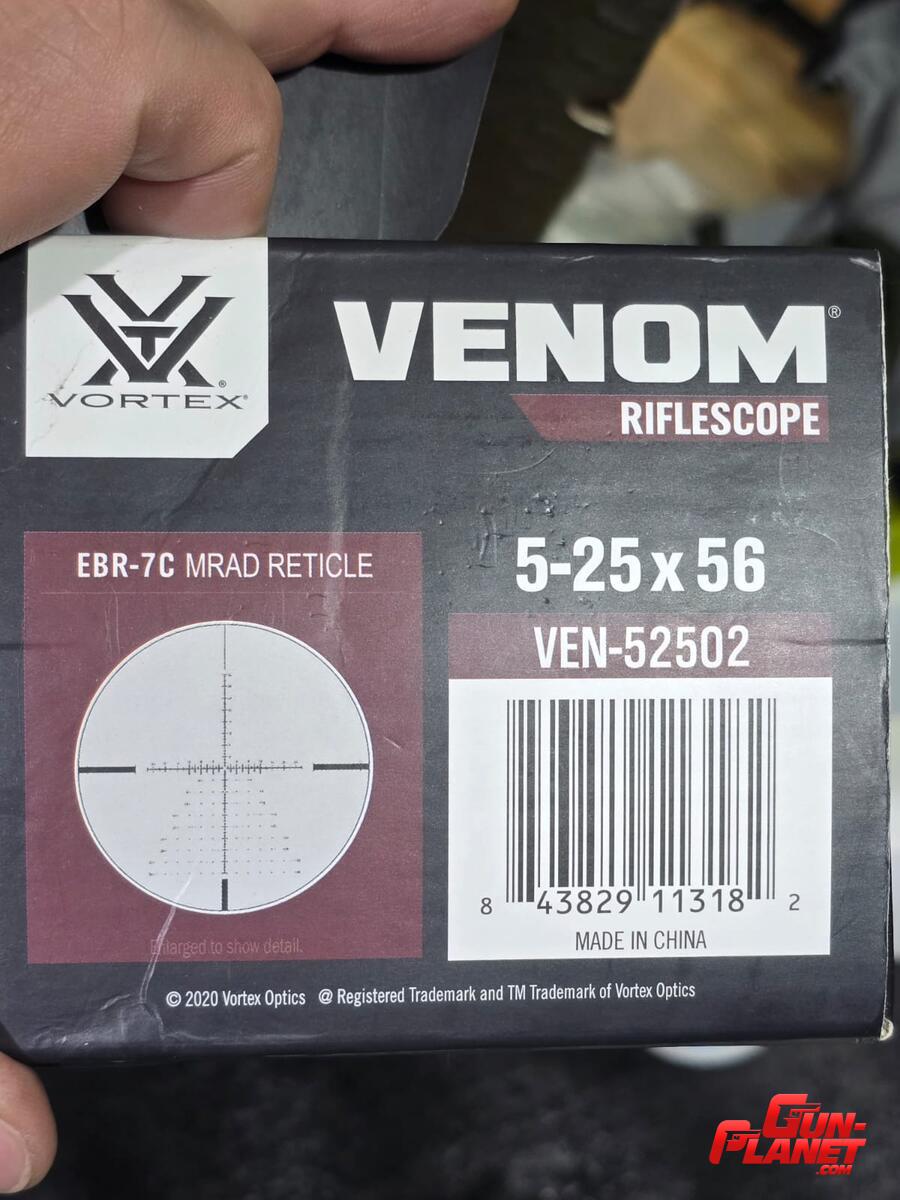 VORTEX®
VENOM®
RIFLESCOPE
EBR-7C MRAD RETICLE
Enlarged to show detail.
5-25 x 56
VEN-52502
8 43829 11318 2
MADE IN CHINA
© 2020 Vortex Optics @ Registered Trademark and TM Trademark of Vortex Optics
GUN-
PLANET
.COM